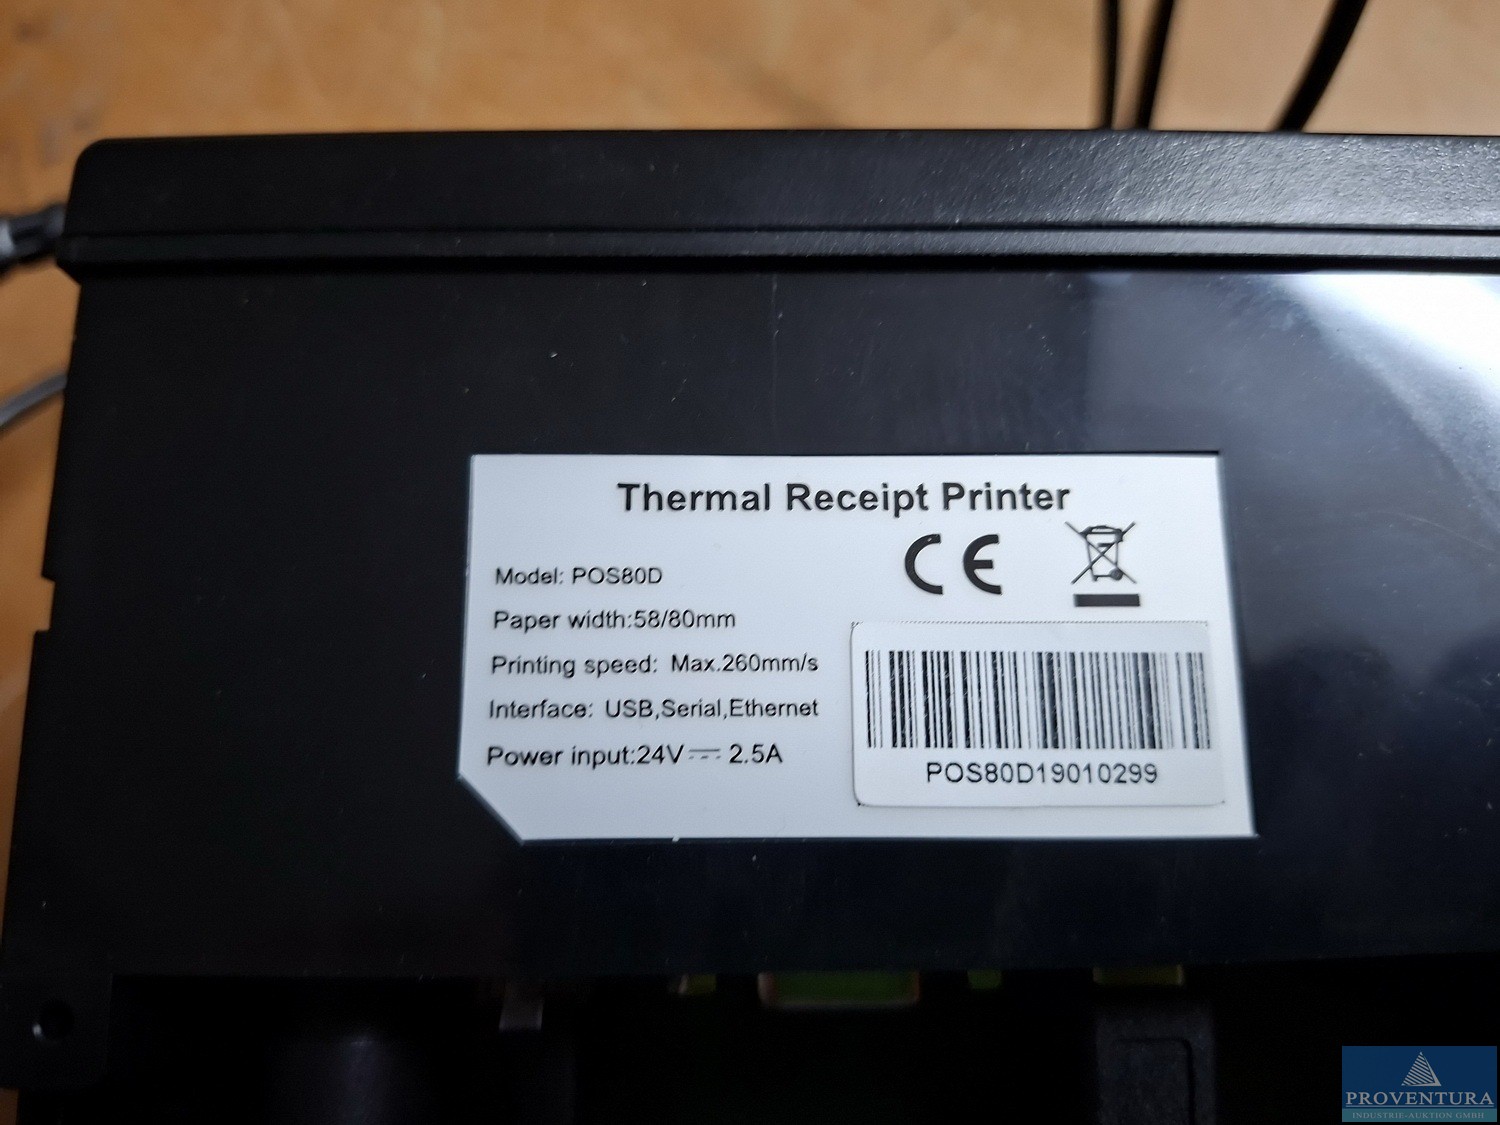 Thermal Receipt Printer
CE
Model: POS80D
Paper width:58/80mm
Printing speed: Max.260mm/s
Interface: USB,Serial,Ethernet
Power input:24V⎓2.5A
POS80D19010299
PROVENTURA
INDUSTRIE-AUKTION GMBH